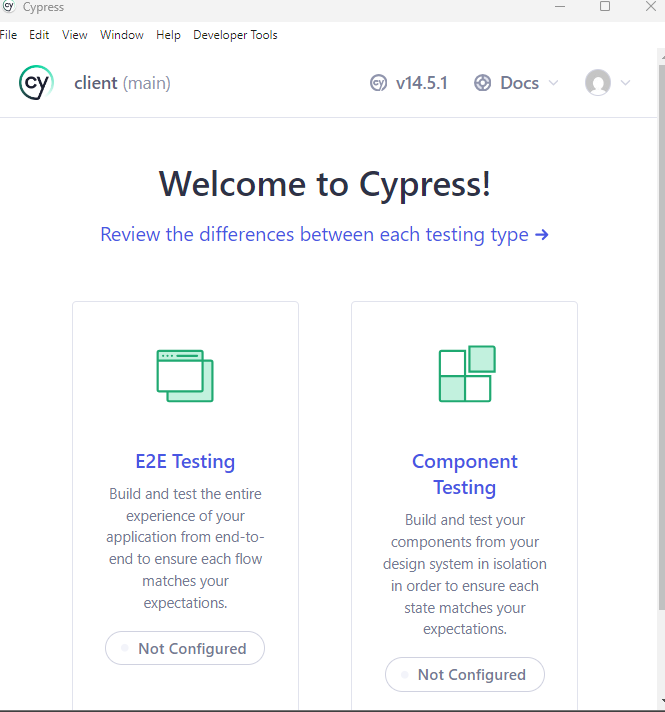 Cypress
File Edit View Window Help Developer Tools
cy client (main) cy v14.5.1 Docs
Welcome to Cypress!
Review the differences between each testing type →
E2E Testing
Build and test the entire
experience of your
application from end-to-
end to ensure each flow
matches your
expectations.
Not Configured
Component
Testing
Build and test your
components from your
design system in isolation
in order to ensure each
state matches your
expectations.
Not Configured